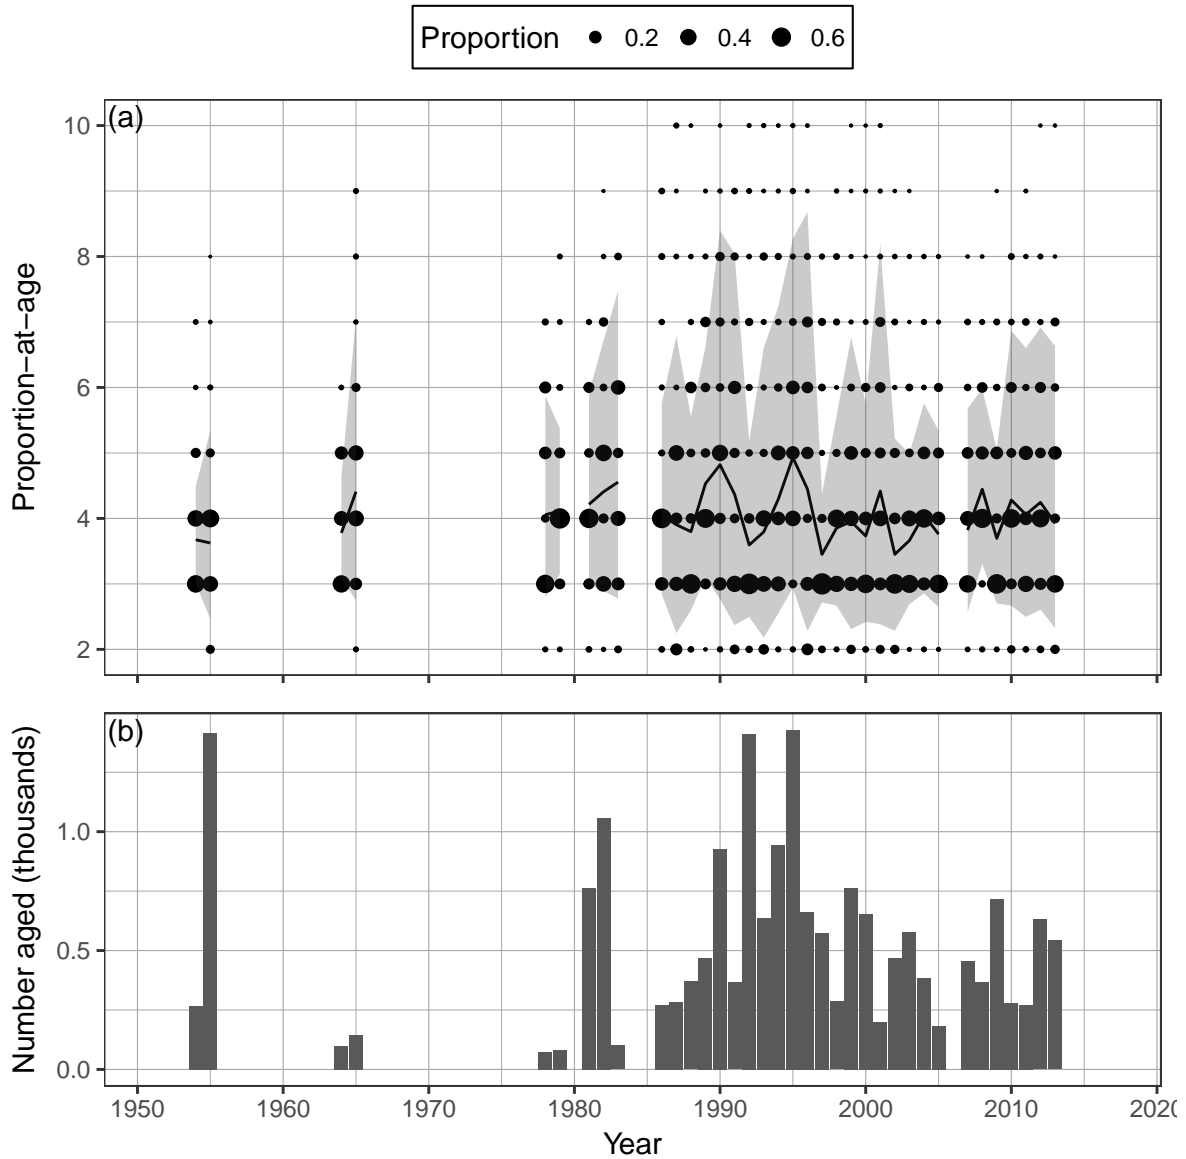 Proportion 0.2 0.4 0.6
(a)
Proportion-at-age
10
8
6
4
2
(b)
Number aged (thousands)
1.0
0.5
0.0
1950 1960 1970 1980 1990 2000 2010 2020
Year